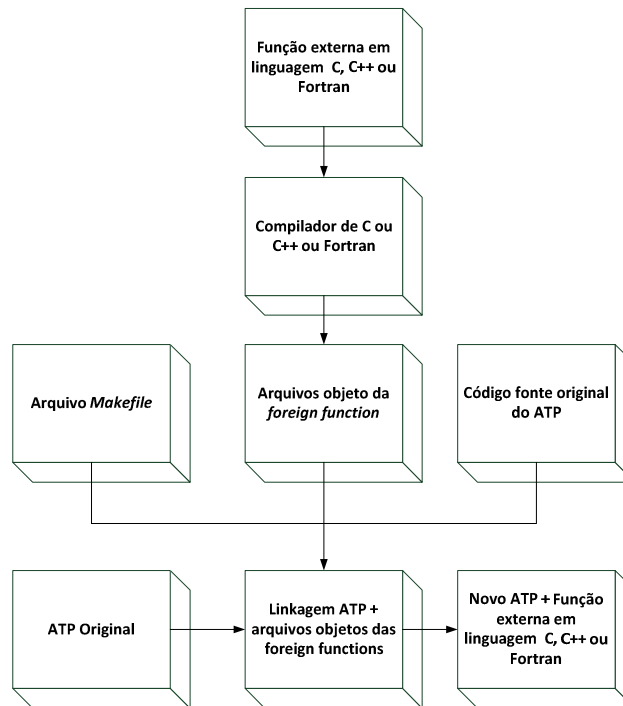 Função externa em
linguagem C, C++ ou
Fortran
Compilador de C ou
C++ ou Fortran
Arquivo Makefile
Arquivos objeto da
foreign function
Código fonte original
do ATP
ATP Original
Linkagem ATP +
arquivos objetos das
foreign functions
Novo ATP + Função
externa em
linguagem C, C++ ou
Fortran